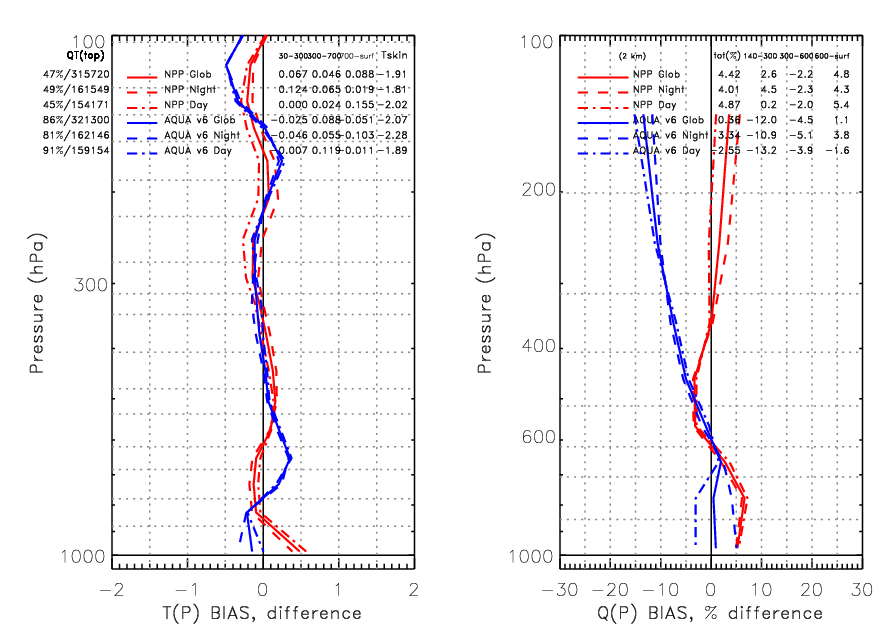 QT(top) 30-300 300-700 700-surf Tskin
47%/315720 NPP Glob 0.067 0.046 0.088 -1.91
49%/161549 NPP Night 0.124 0.065 0.019 -1.81
45%/154171 NPP Day 0.000 0.024 0.155 -2.02
86%/321300 AQUA v6 Glob -0.025 0.088 -0.051 -2.07
81%/162146 AQUA v6 Night -0.046 0.055 -0.103 -2.28
91%/159154 AQUA v6 Day -0.007 0.119 -0.011 -1.89
100
300
1000
Pressure (hPa)
-2 -1 0 1 2
T(P) BIAS, difference
(2 km) tot(%) 140-300 300-600 600-surf
NPP Glob 4.42 2.6 -2.2 4.8
NPP Night 4.01 4.5 -2.3 4.3
NPP Day 4.87 0.2 -2.0 5.4
AQUA v6 Glob 0.36 -12.0 -4.5 1.1
AQUA v6 Night 3.34 -10.9 -5.1 3.8
AQUA v6 Day -2.55 -13.2 -3.9 -1.6
100
200
400
600
1000
Pressure (hPa)
-30 -20 -10 0 10 20 30
Q(P) BIAS, % difference